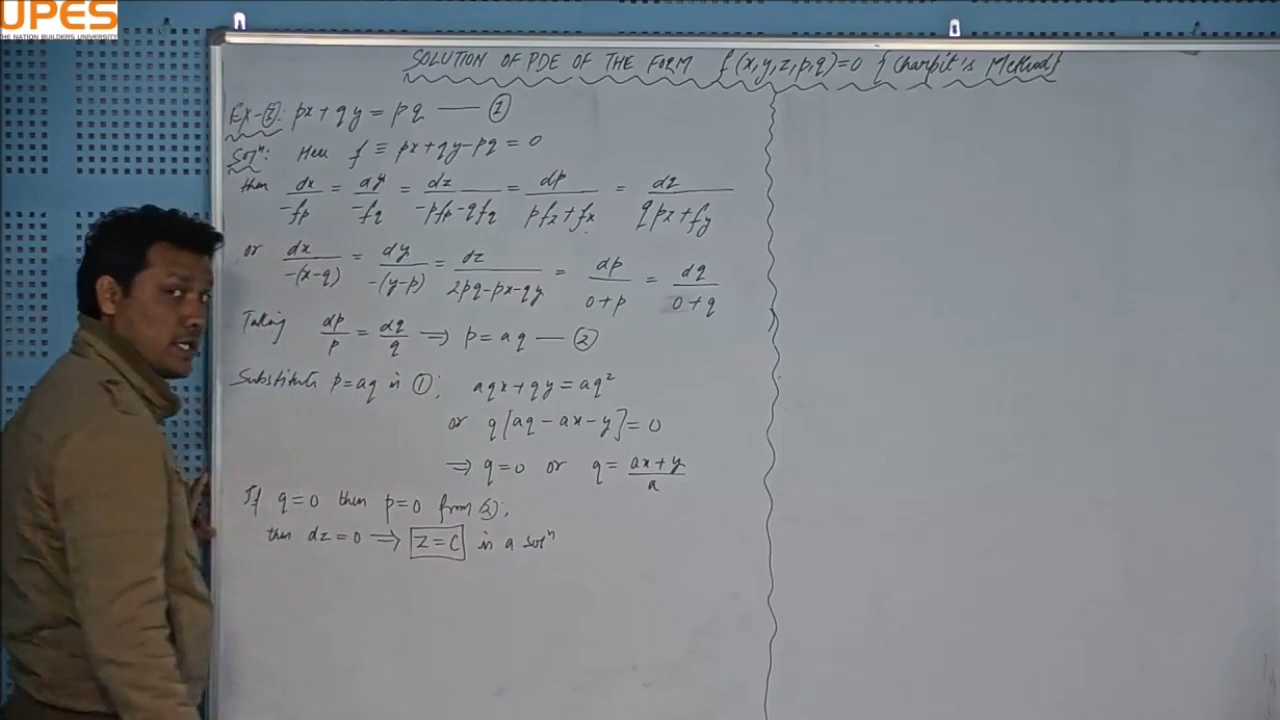 UPES
THE NATION BUILDERS UNIVERSITY
SOLUTION OF PDE OF THE FORM f(x,y,z,p,q)=0 {Charpit's Method}
Ex-②: px + qy = pq —— ①
Solⁿ: Here f ≡ px+qy-pq = 0
then dx/-fp = dy/-fq = dz/-pfp-qfq = dp/pfz+fx = dq/qpz+fy
or dx/-(x-q) = dy/-(y-p) = dz/2pq-px-qy = dp/0+p = dq/0+q
Taking dp/p = dq/q ⟹ p = aq —— ②
Substitute p=aq in ①; aqx+qy = aq²
or q[aq-ax-y] = 0
⟹ q=0 or q = ax+y/a
If q=0 then p=0 from ②;
then dz=0 ⟹ z=c is a solⁿ